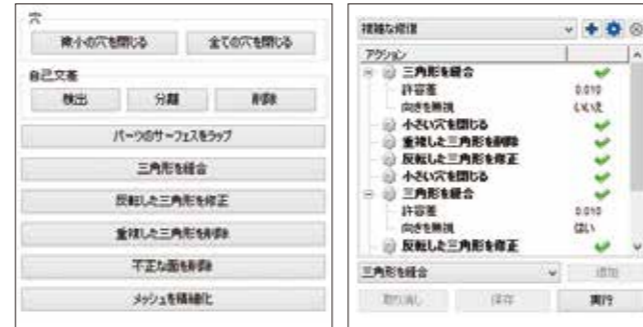 穴
微小の穴を閉じる 全ての穴を閉じる
自己交差
検出 分離 削除
パーツのサーフェスをラップ
三角形を縫合
反転した三角形を修正
重複した三角形を削除
不正な面を削除
メッシュを精細化
複雑な修復
アクション
三角形を縫合
許容差 0.010
向きを無視 いいえ
小さい穴を閉じる
重複した三角形を削除
反転した三角形を修正
小さい穴を閉じる
三角形を縫合
許容差 0.010
向きを無視 はい
反転した三角形を修正
三角形を縫合 追加
取り消し 保存 実行